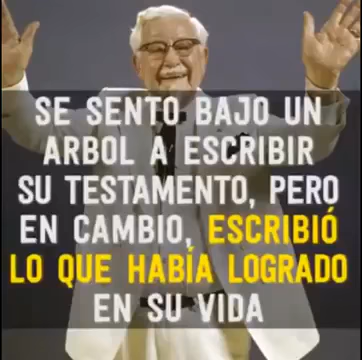 SE SENTO BAJO UN
ARBOL A ESCRIBIR
SU TESTAMENTO, PERO
EN CAMBIO, ESCRIBIÓ
LO QUE HABÍA LOGRADO
EN SU VIDA